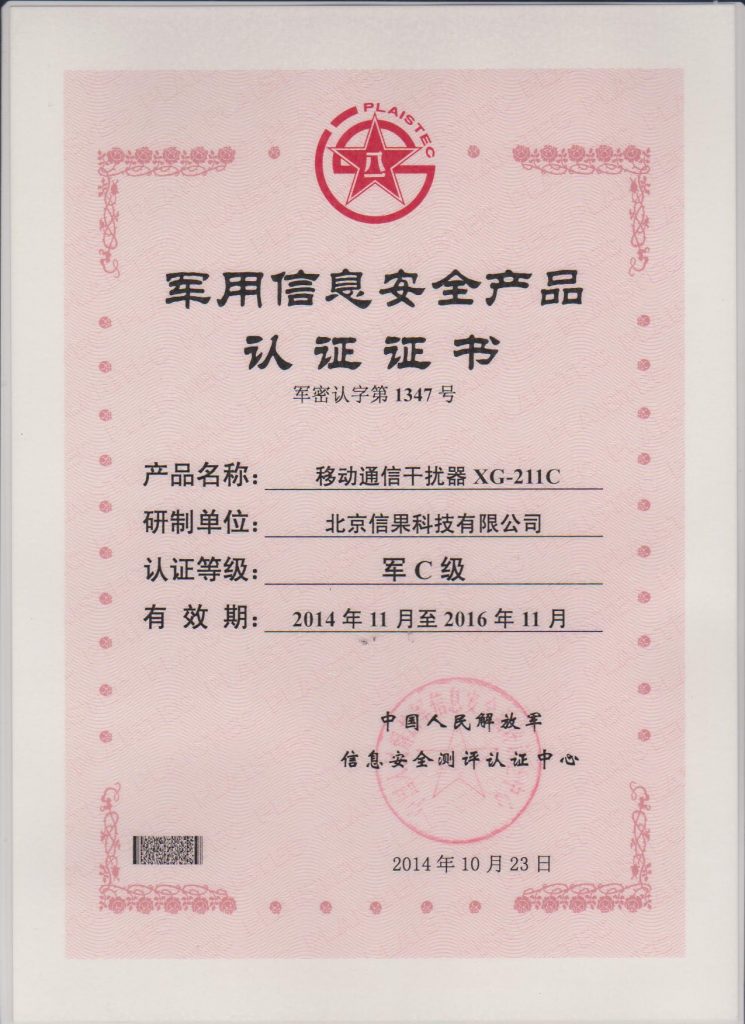 PLAISTEC
八一
军用信息安全产品
认证证书
军密认字第 1347 号
产品名称: 移动通信干扰器 XG-211C
研制单位: 北京信果科技有限公司
认证等级: 军 C 级
有 效 期: 2014 年 11 月至 2016 年 11 月
中国人民解放军
信息安全测评认证中心
2014 年 10 月 23 日